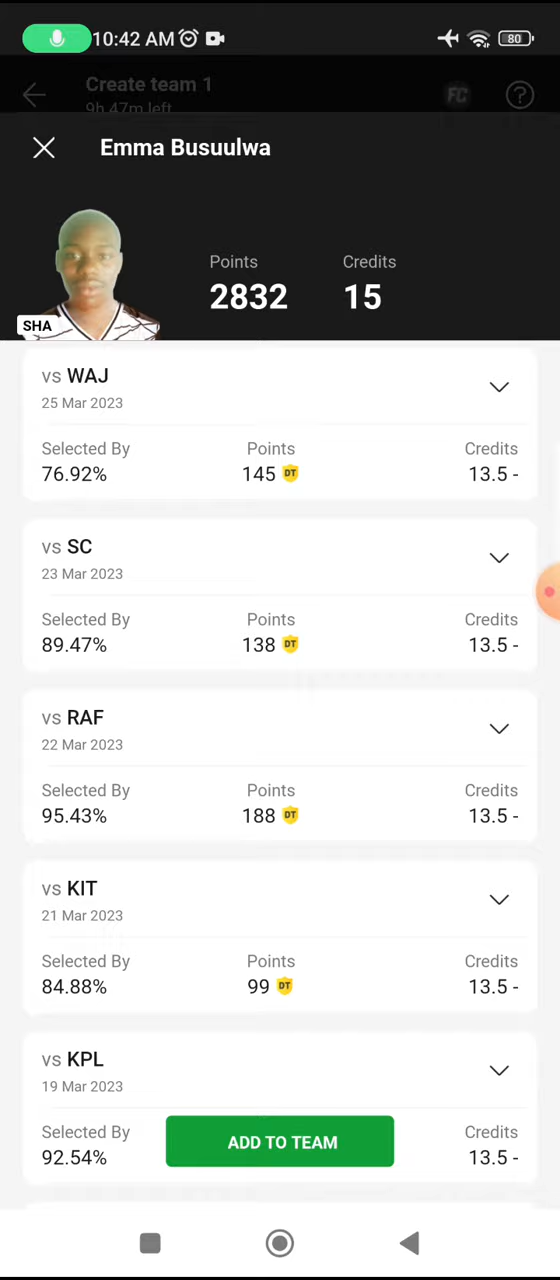 10:42 AM
80
Create team 1
FC
?
9h 47m left
Emma Busuulwa
Points
Credits
2832
15
SHA
vs WAJ
25 Mar 2023
Selected By
Points
Credits
76.92%
145 DT
13.5 -
vs SC
23 Mar 2023
Selected By
Points
Credits
89.47%
138 DT
13.5 -
vs RAF
22 Mar 2023
Selected By
Points
Credits
95.43%
188 DT
13.5 -
vs KIT
21 Mar 2023
Selected By
Points
Credits
84.88%
99 DT
13.5 -
vs KPL
19 Mar 2023
Selected By
Credits
ADD TO TEAM
92.54%
13.5 -